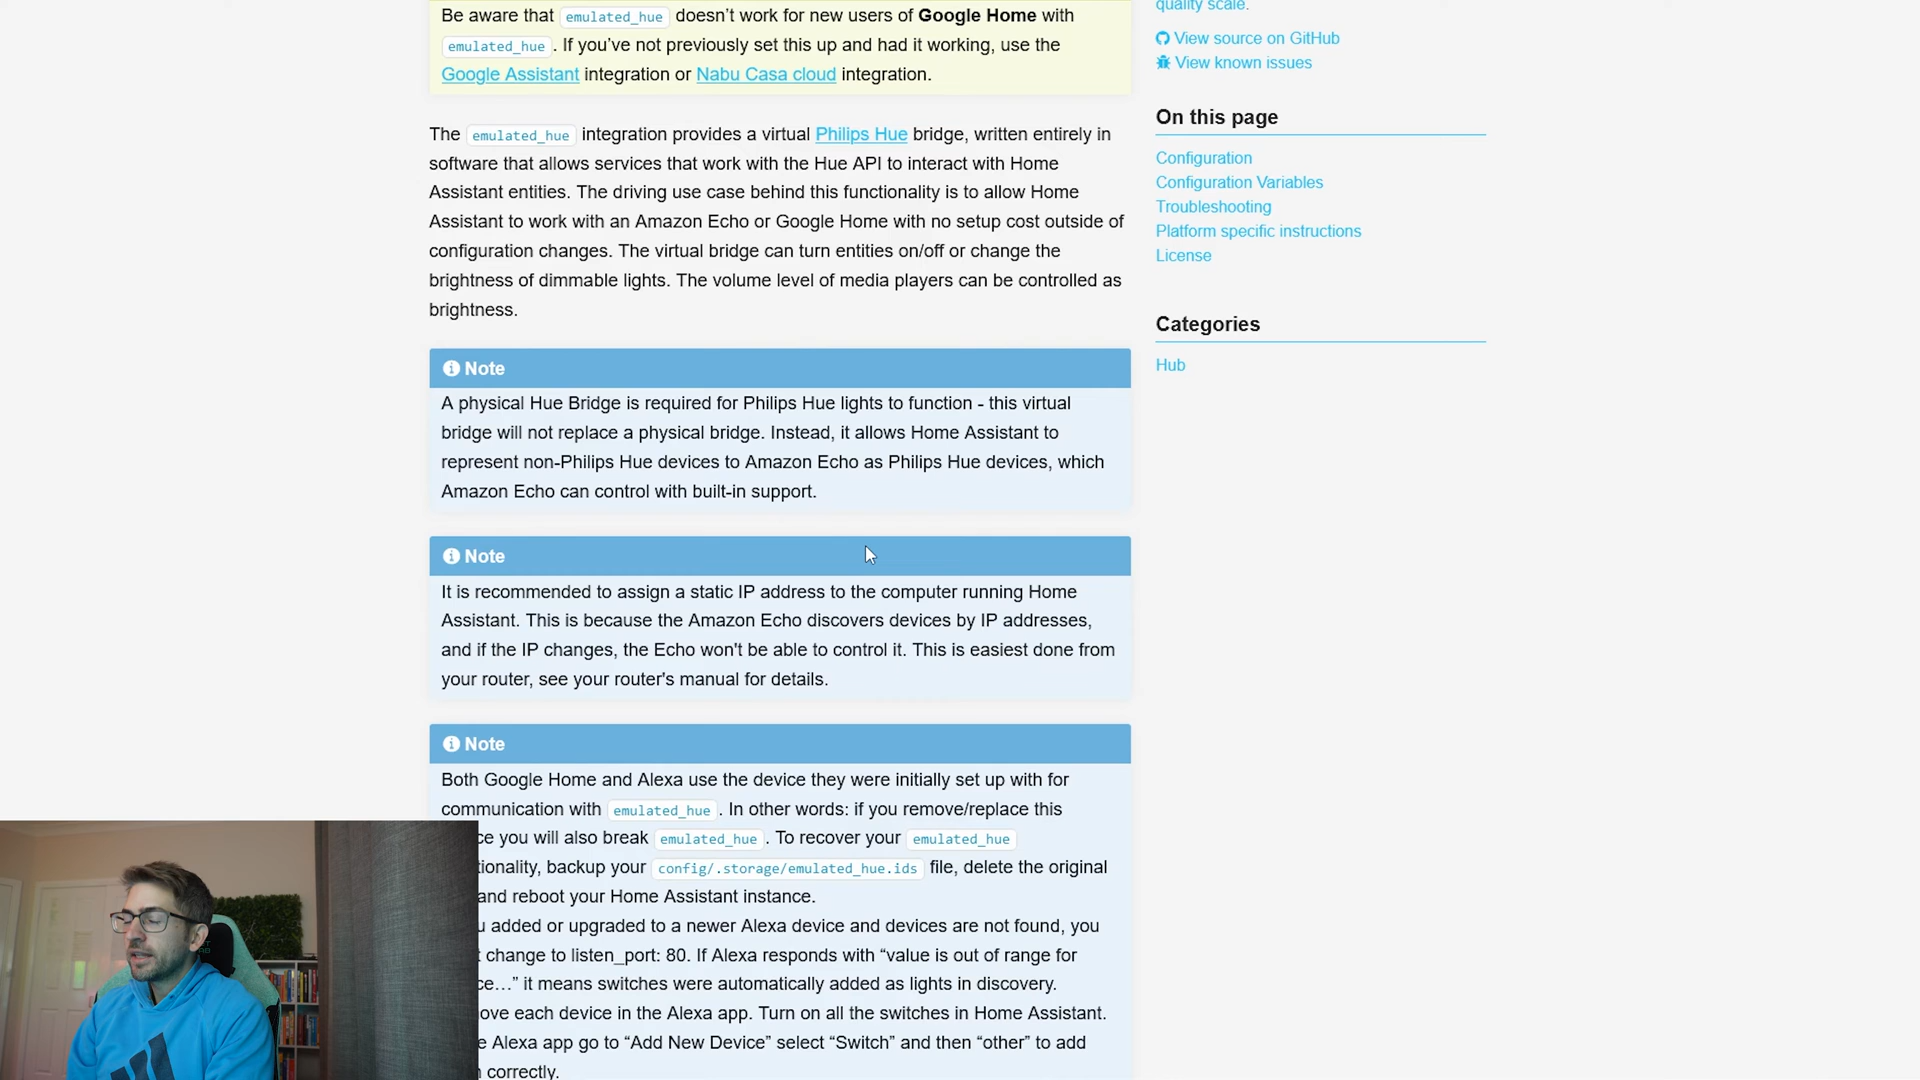 Be aware that emulated_hue doesn’t work for new users of Google Home with
emulated_hue . If you’ve not previously set this up and had it working, use the
Google Assistant integration or Nabu Casa cloud integration.
The emulated_hue integration provides a virtual Philips Hue bridge, written entirely in
software that allows services that work with the Hue API to interact with Home
Assistant entities. The driving use case behind this functionality is to allow Home
Assistant to work with an Amazon Echo or Google Home with no setup cost outside of
configuration changes. The virtual bridge can turn entities on/off or change the
brightness of dimmable lights. The volume level of media players can be controlled as
brightness.
Note
A physical Hue Bridge is required for Philips Hue lights to function - this virtual
bridge will not replace a physical bridge. Instead, it allows Home Assistant to
represent non-Philips Hue devices to Amazon Echo as Philips Hue devices, which
Amazon Echo can control with built-in support.
Note
It is recommended to assign a static IP address to the computer running Home
Assistant. This is because the Amazon Echo discovers devices by IP addresses,
and if the IP changes, the Echo won't be able to control it. This is easiest done from
your router, see your router's manual for details.
Note
Both Google Home and Alexa use the device they were initially set up with for
communication with emulated_hue . In other words: if you remove/replace this
you will also break emulated_hue . To recover your emulated_hue
backup your config/.storage/emulated_hue.ids file, delete the original
and reboot your Home Assistant instance.
added or upgraded to a newer Alexa device and devices are not found, you
change to listen_port: 80. If Alexa responds with “value is out of range for
it means switches were automatically added as lights in discovery.
each device in the Alexa app. Turn on all the switches in Home Assistant.
Alexa app go to “Add New Device” select “Switch” and then “other” to add
correctly.
quality scale.
View source on GitHub
View known issues
On this page
Configuration
Configuration Variables
Troubleshooting
Platform specific instructions
License
Categories
Hub